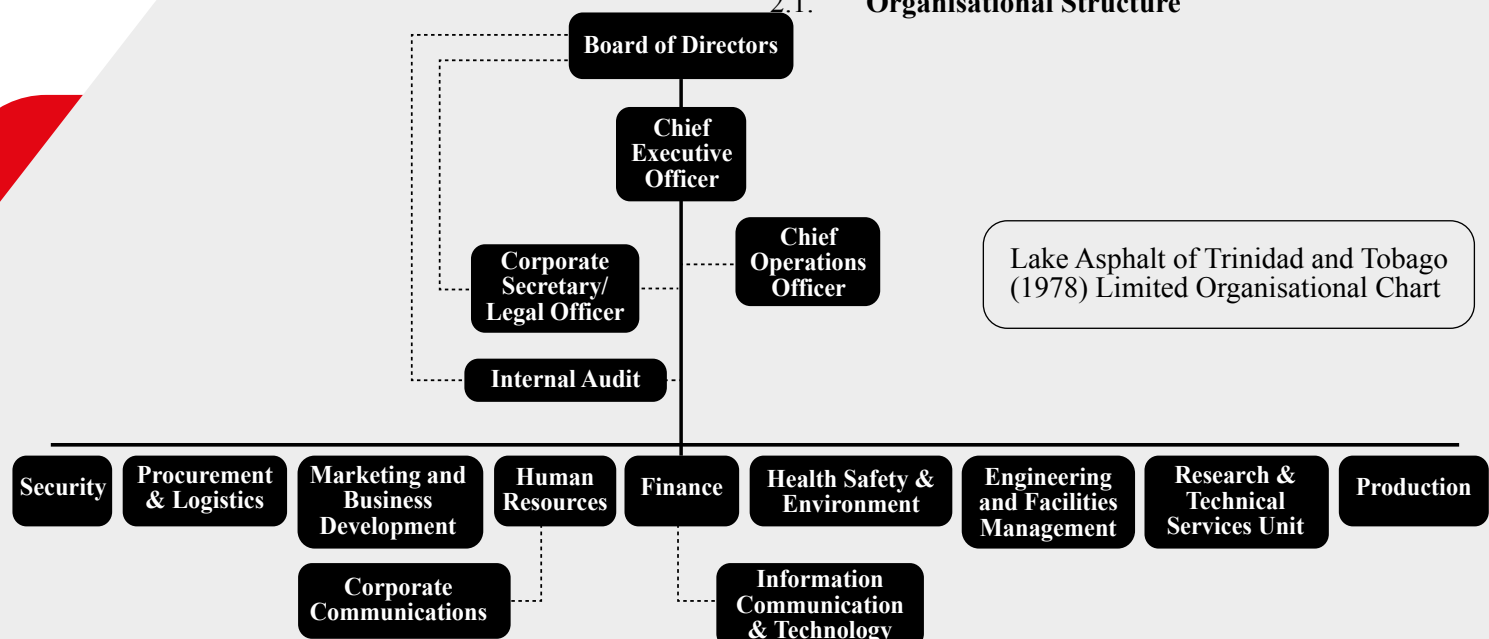 2.1. Organisational Structure
Board of Directors
Chief
Executive
Officer
Chief
Operations
Officer
Corporate
Secretary/
Legal Officer
Lake Asphalt of Trinidad and Tobago
(1978) Limited Organisational Chart
Internal Audit
Security
Procurement
& Logistics
Marketing and
Business
Development
Human
Resources
Finance
Health Safety &
Environment
Engineering
and Facilities
Management
Research &
Technical
Services Unit
Production
Corporate
Communications
Information
Communication
& Technology